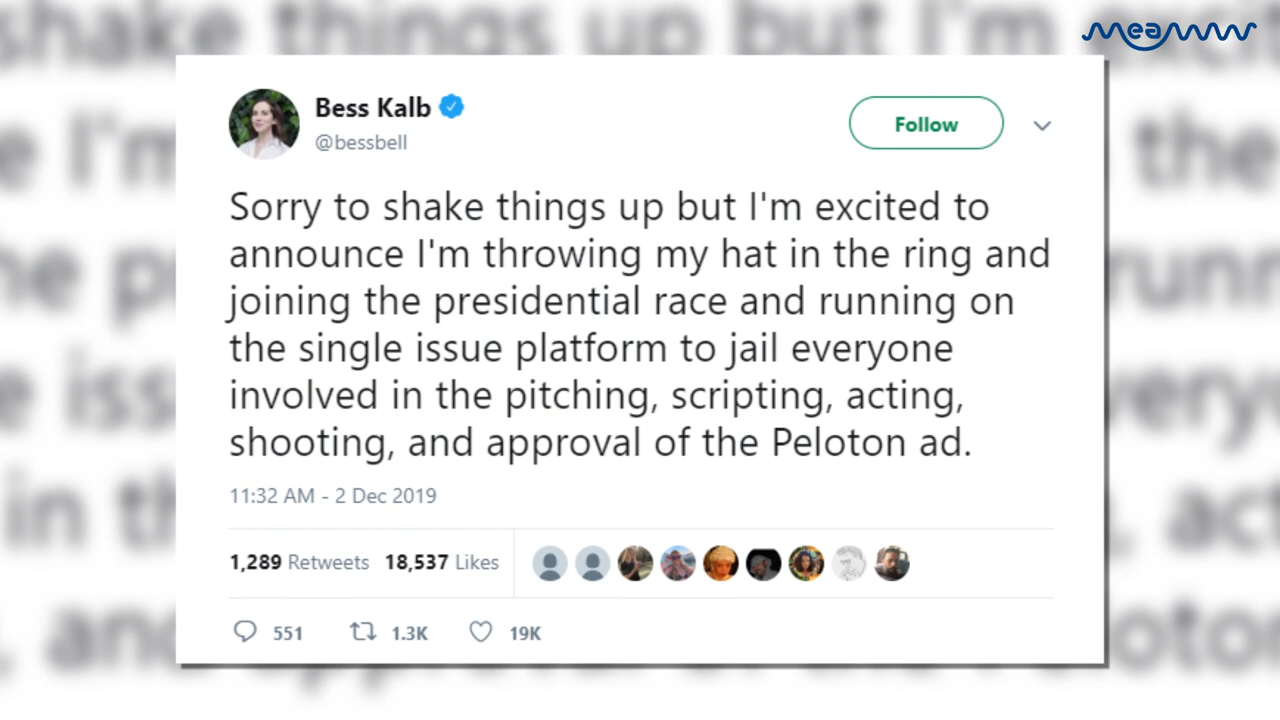 meaww
Bess Kalb
@bessbell
Follow
Sorry to shake things up but I'm excited to
announce I'm throwing my hat in the ring and
joining the presidential race and running on
the single issue platform to jail everyone
involved in the pitching, scripting, acting,
shooting, and approval of the Peloton ad.
11:32 AM - 2 Dec 2019
1,289 Retweets 18,537 Likes
551 1.3K 19K